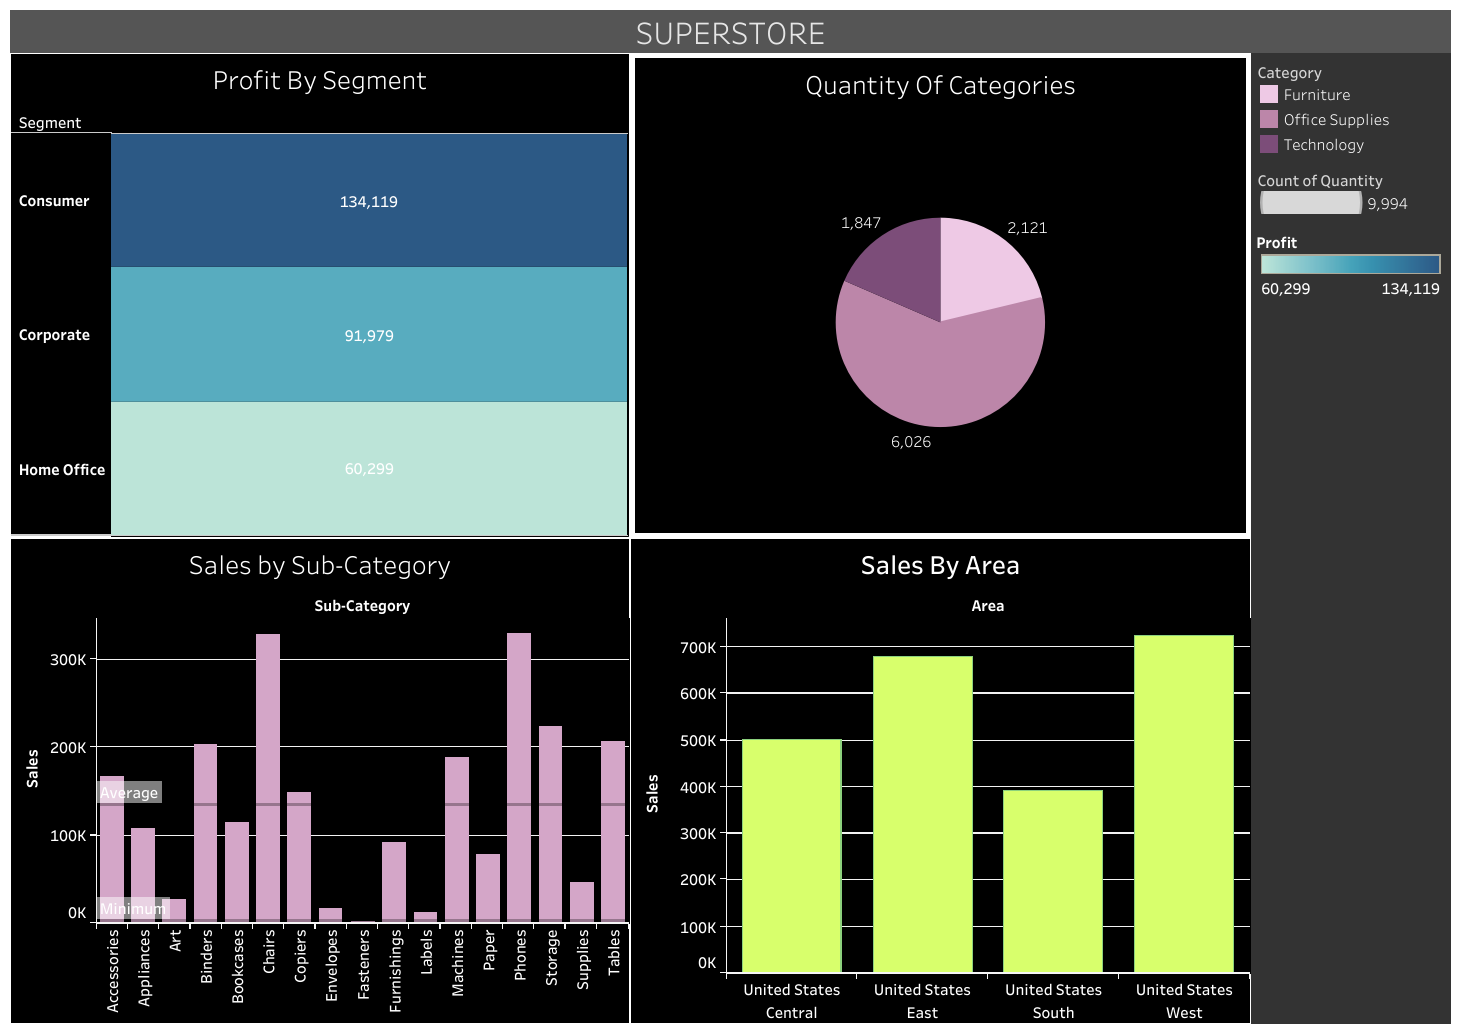 SUPERSTORE
Profit By Segment
Segment
Consumer
134,119
Corporate
91,979
Home Office
60,299
Quantity Of Categories
1,847
2,121
6,026
Category
Furniture
Office Supplies
Technology
Count of Quantity
9,994
Profit
60,299 134,119
Sales by Sub-Category
Sub-Category
Sales
300K
200K
100K
0K
Average
Minimum
Accessories
Appliances
Art
Binders
Bookcases
Chairs
Copiers
Envelopes
Fasteners
Furnishings
Labels
Machines
Paper
Phones
Storage
Supplies
Tables
Sales By Area
Area
Sales
700K
600K
500K
400K
300K
200K
100K
0K
United States
Central
United States
East
United States
South
United States
West